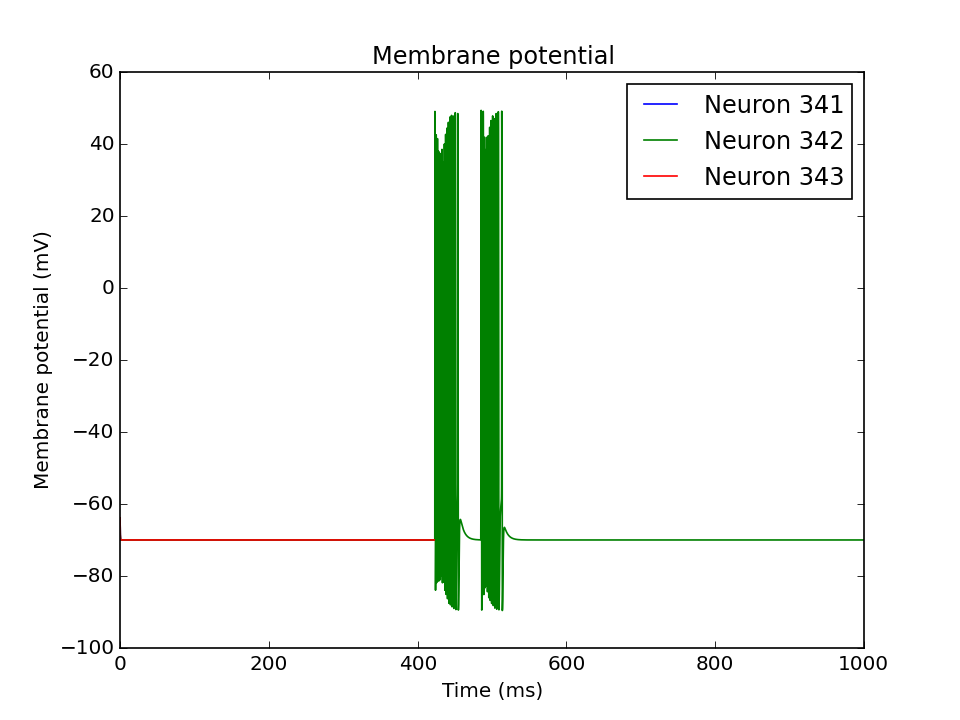 Membrane potential
Neuron 341
Neuron 342
Neuron 343
Membrane potential (mV)
60
40
20
0
−20
−40
−60
−80
−100
0 200 400 600 800 1000
Time (ms)